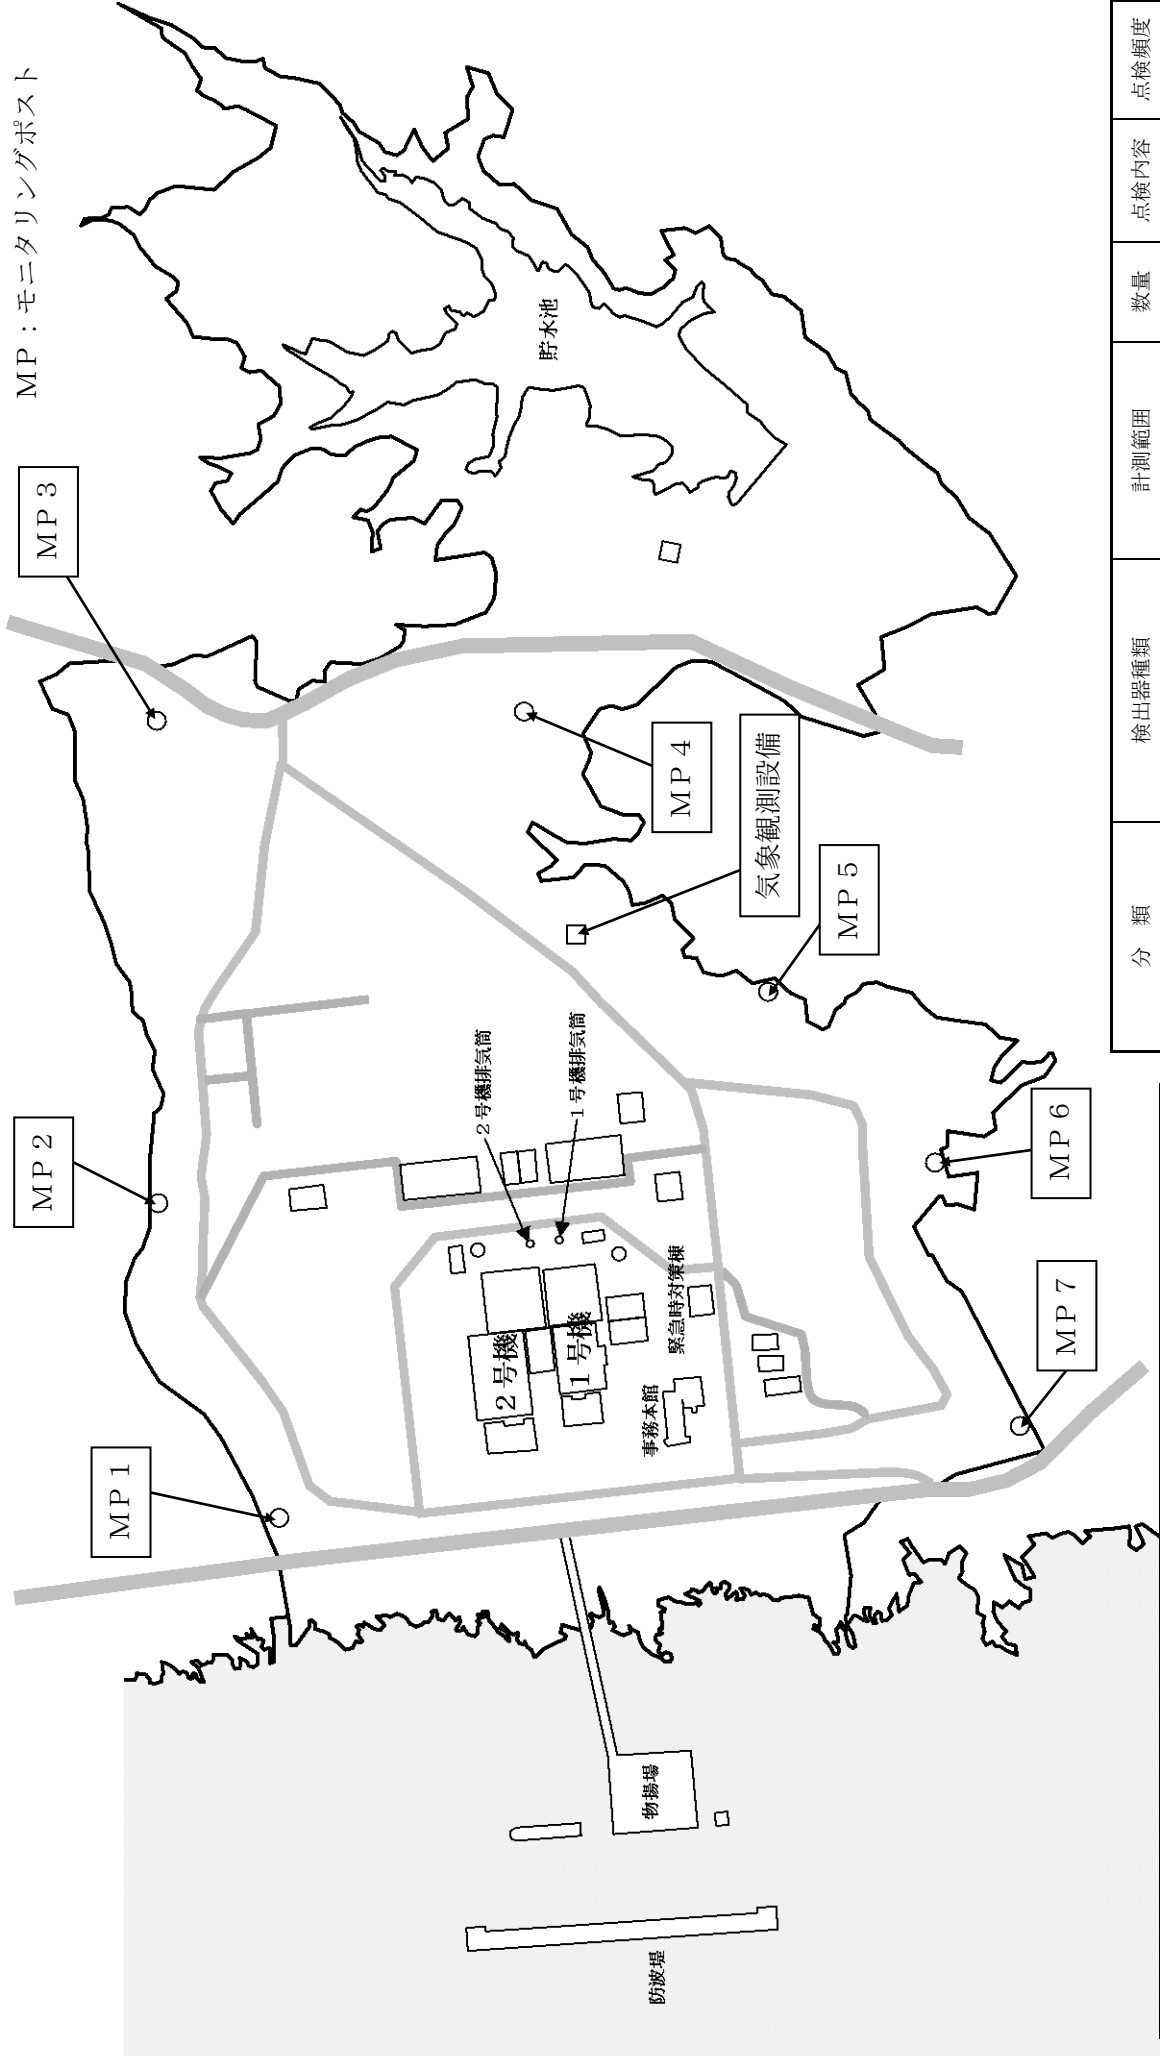 MP：モニタリングポスト
MP1
MP2
MP3
MP4
気象観測設備
MP5
MP6
MP7
貯水池
2号機排気筒
1号機排気筒
2号機
1号機
緊急時対策棟
事務本館
物揚場
防波堤
分　類
検出器種類
計測範囲
数量
点検内容
点検頻度